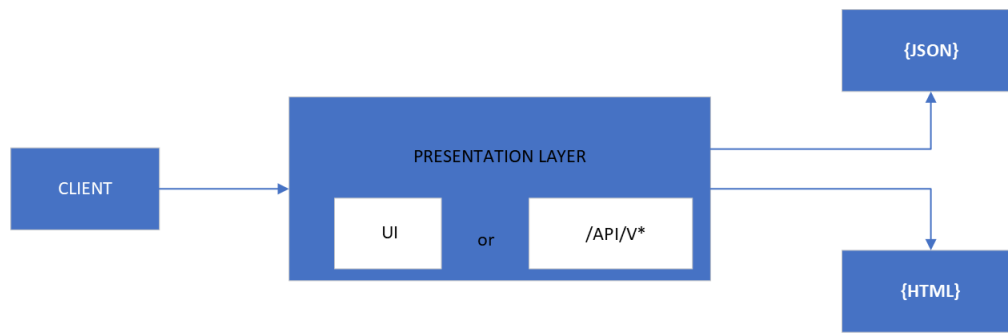 {JSON}
PRESENTATION LAYER
CLIENT
UI
or
/API/V*
{HTML}